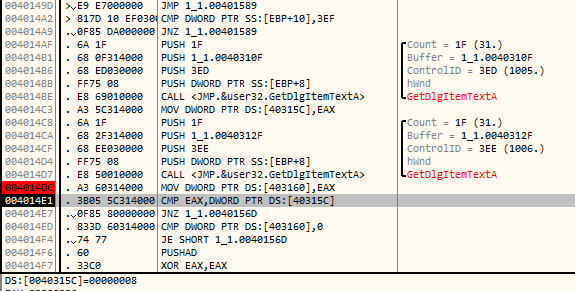 0040149D >.E9 E7000000 JMP 1_1.00401589
004014A2 > 817D 10 EF0300 CMP DWORD PTR SS:[EBP+10],3EF
004014A9 .0F85 DA000000 JNZ 1_1.00401589
004014AF . 6A 1F PUSH 1F Count = 1F (31.)
004014B1 . 68 0F314000 PUSH 1_1.0040310F Buffer = 1_1.0040310F
004014B6 . 68 ED030000 PUSH 3ED ControlID = 3ED (1005.)
004014BB . FF75 08 PUSH DWORD PTR SS:[EBP+8] hWnd
004014BE . E8 69010000 CALL <JMP.&user32.GetDlgItemTextA> GetDlgItemTextA
004014C3 . A3 5C314000 MOV DWORD PTR DS:[40315C],EAX
004014C8 . 6A 1F PUSH 1F Count = 1F (31.)
004014CA . 68 2F314000 PUSH 1_1.0040312F Buffer = 1_1.0040312F
004014CF . 68 EE030000 PUSH 3EE ControlID = 3EE (1006.)
004014D4 . FF75 08 PUSH DWORD PTR SS:[EBP+8] hWnd
004014D7 . E8 50010000 CALL <JMP.&user32.GetDlgItemTextA> GetDlgItemTextA
004014DC . A3 60314000 MOV DWORD PTR DS:[403160],EAX
004014E1 . 3B05 5C314000 CMP EAX,DWORD PTR DS:[40315C]
004014E7 .0F85 80000000 JNZ 1_1.0040156D
004014ED . 833D 60314000 CMP DWORD PTR DS:[403160],0
004014F4 . 74 77 JE SHORT 1_1.0040156D
004014F6 . 60 PUSHAD
004014F7 . 33C0 XOR EAX,EAX
DS:[0040315C]=00000008